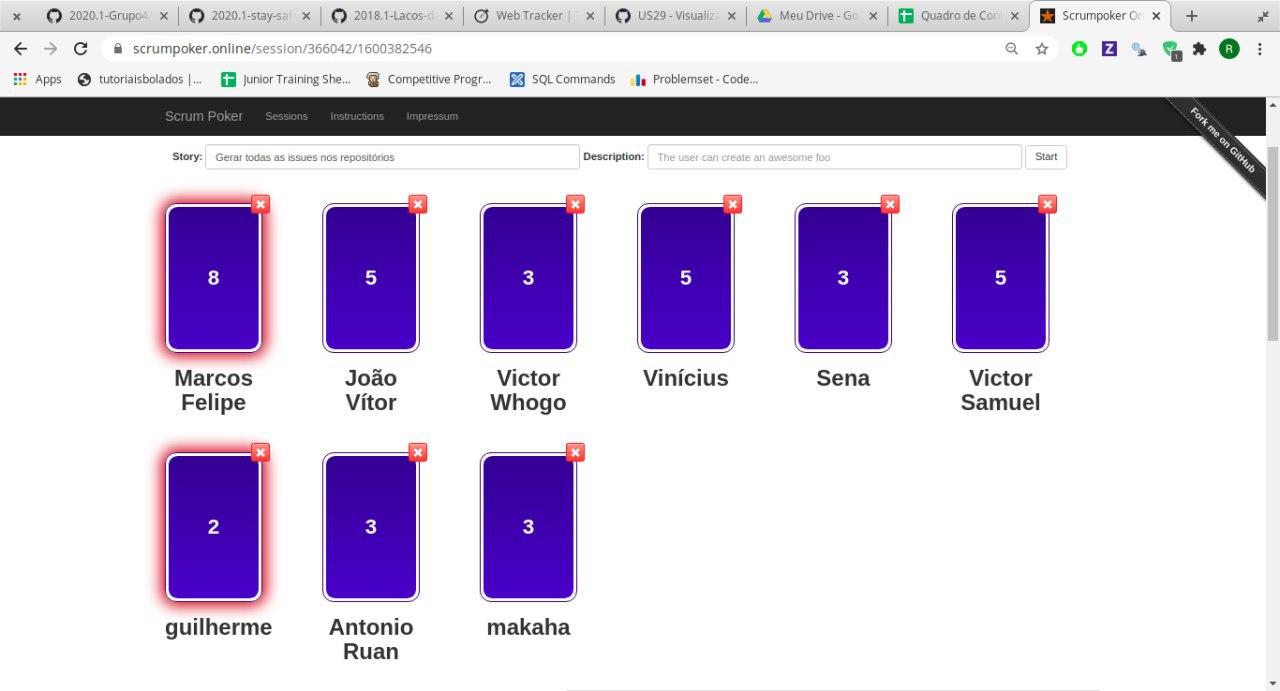 2020.1-Grupo4
2020.1-stay-saf
2018.1-Lacos-d
Web Tracker | T
US29 - Visualiza
Meu Drive - Goo
Quadro de Con
Scrumpoker On
scrumpoker.online/session/366042/1600382546
R
1
Apps
tutoriaisbolados |...
Junior Training She...
Competitive Progr...
SQL Commands
Problemset - Code...
Scrum Poker Sessions Instructions Impressum
Fork me on GitHub
Story: Gerar todas as issues nos repositórios Description: The user can create an awesome foo Start
8 5 3 5 3 5
Marcos João Victor Vinícius Sena Victor
Felipe Vítor Whogo Samuel
2 3 3
guilherme Antonio makaha
Ruan